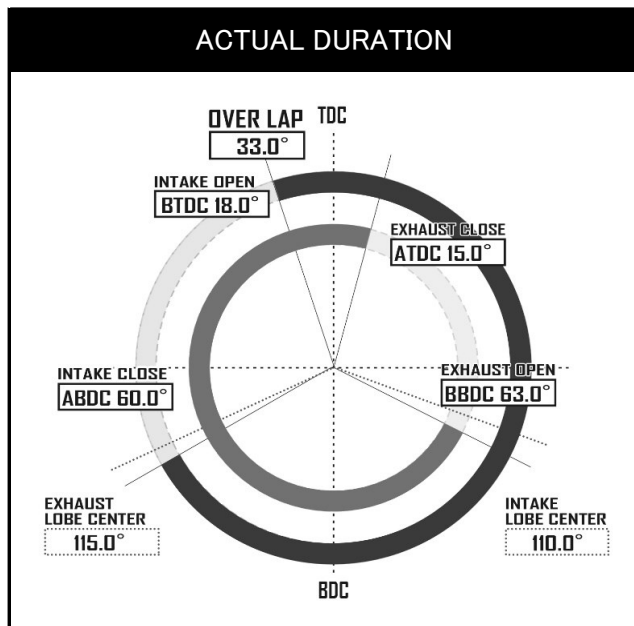 ACTUAL DURATION
OVER LAP
33.0°
TDC
INTAKE OPEN
BTDC 18.0°
EXHAUST CLOSE
ATDC 15.0°
INTAKE CLOSE
ABDC 60.0°
EXHAUST OPEN
BBDC 63.0°
EXHAUST
LOBE CENTER
115.0°
INTAKE
LOBE CENTER
110.0°
BDC